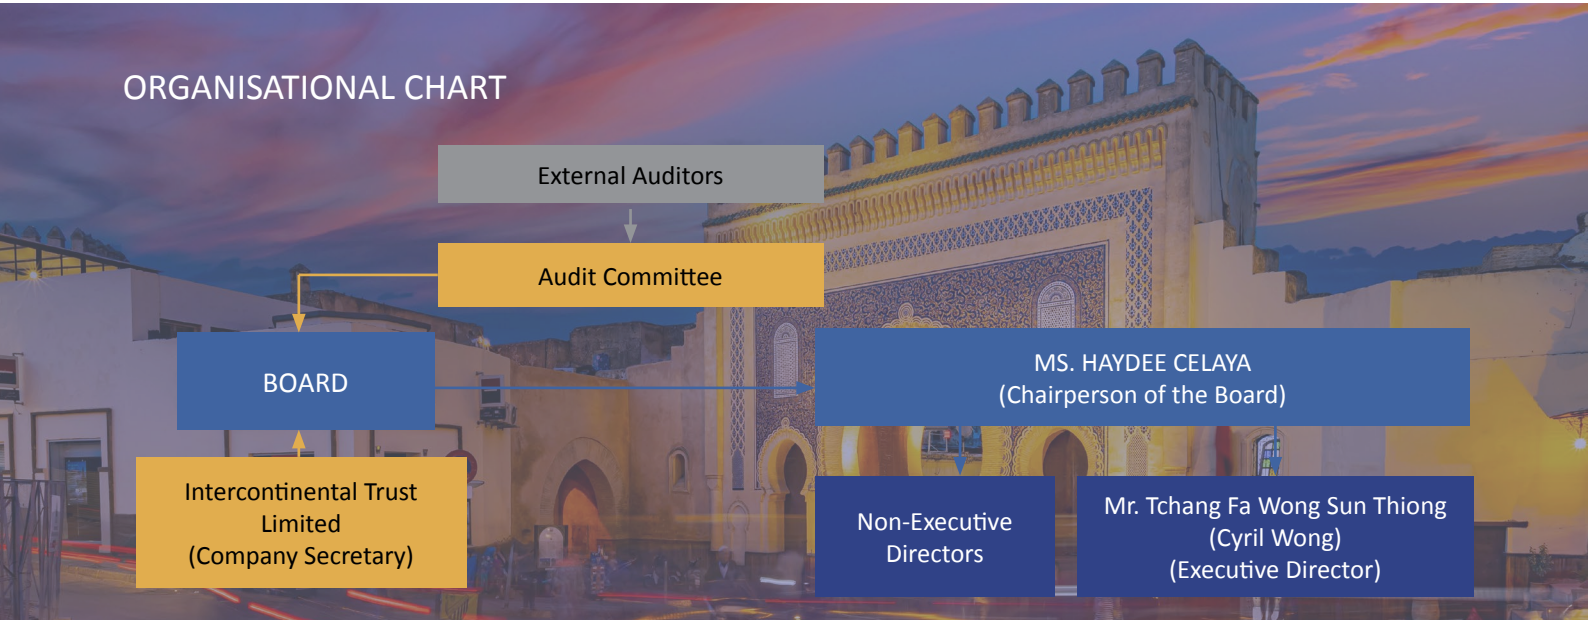 ORGANISATIONAL CHART
External Auditors
Audit Committee
BOARD
MS. HAYDEE CELAYA
(Chairperson of the Board)
Intercontinental Trust
Limited
(Company Secretary)
Non-Executive
Directors
Mr. Tchang Fa Wong Sun Thiong
(Cyril Wong)
(Executive Director)